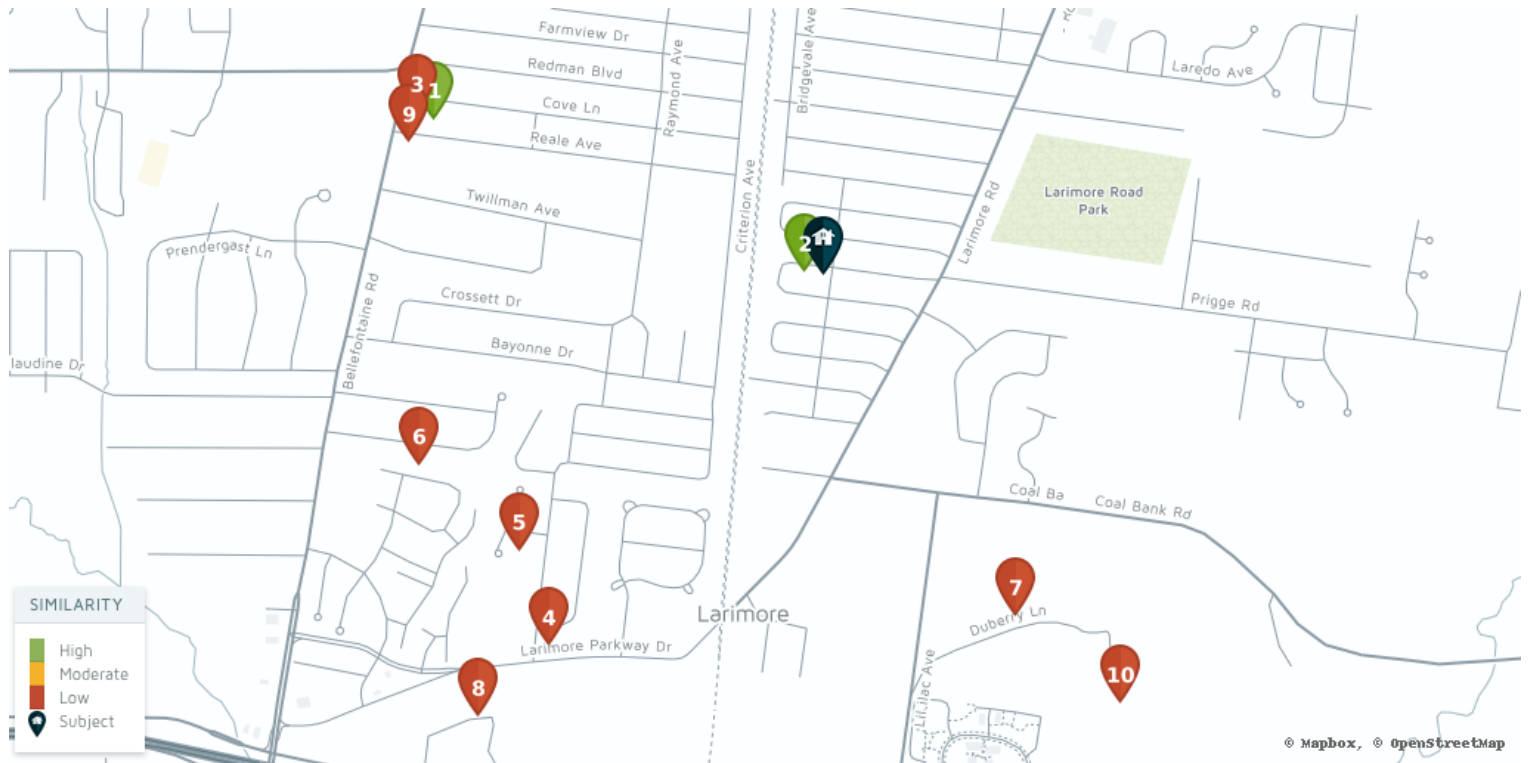 Farmview Dr
Redman Blvd
Cove Ln
Reale Ave
Raymond Ave
Bridgevale Ave
Laredo Ave
3
1
9
Larimore Road
Park
Twillman Ave
Criterion Ave
Larimore Rd
2
Prendergast Ln
Crossett Dr
Prigge Rd
Bellefontaine Rd
Bayonne Dr
laudine Dr
6
5
Coal Ba
Coal Bank Rd
7
4
Larimore
Duberry Ln
Larimore Parkway Dr
8
10
Lilac Ave
SIMILARITY
High
Moderate
Low
Subject
© Mapbox, © OpenStreetMap